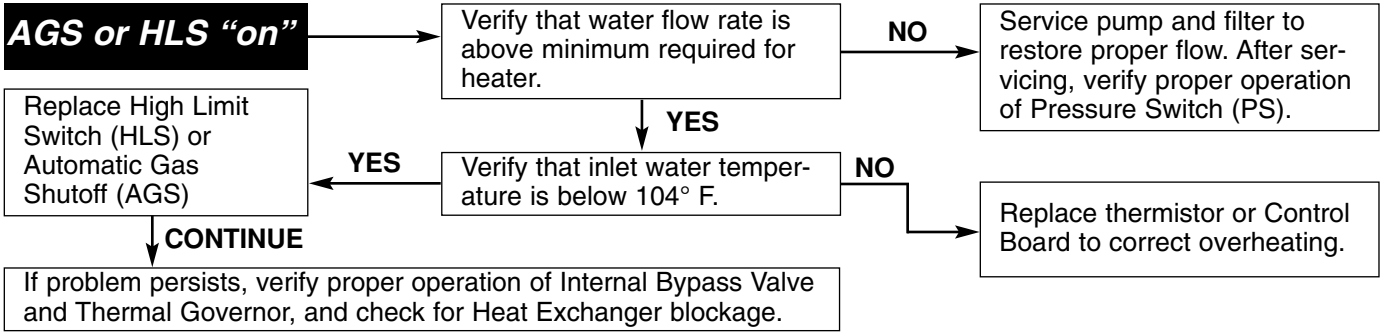 AGS or HLS “on”
Verify that water flow rate is
above minimum required for
heater.
NO
Service pump and filter to
restore proper flow. After ser-
vicing, verify proper operation
of Pressure Switch (PS).
YES
Verify that inlet water temper-
ature is below 104° F.
NO
Replace thermistor or Control
Board to correct overheating.
YES
Replace High Limit
Switch (HLS) or
Automatic Gas
Shutoff (AGS)
CONTINUE
If problem persists, verify proper operation of Internal Bypass Valve
and Thermal Governor, and check for Heat Exchanger blockage.